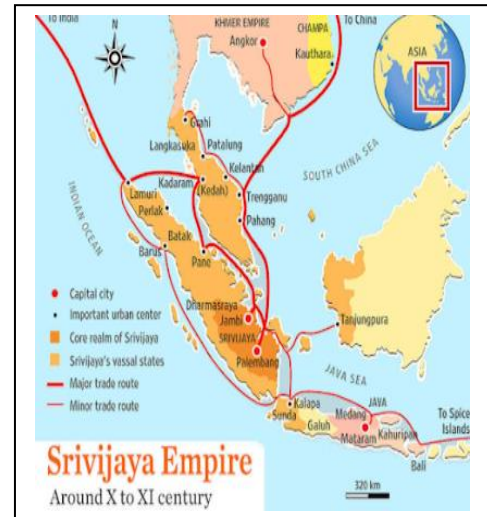 To India
N
KHMER EMPIRE
Angkor
CHAMPA
Kauthara
To China
ASIA
Grahi
Langkasuka
Patalung
Kelantan
Kadaram
(Kedah)
Trengganu
Pahang
SOUTH CHINA SEA
INDIAN OCEAN
Lamuri
Perlak
Batak
Barus
Pane
Dharmasraya
Jambi
SRIVIJAYA
Palembang
Tanjungpura
JAVA SEA
Capital city
Important urban center
Core realm of Srivijaya
Srivijaya's vassal states
Major trade route
Minor trade route
Kalapa
Sunda
Galuh
JAVA
Medang
Mataram
Kahuripan
Bali
To Spice
Islands
320 km
Srivijaya Empire
Around X to XI century